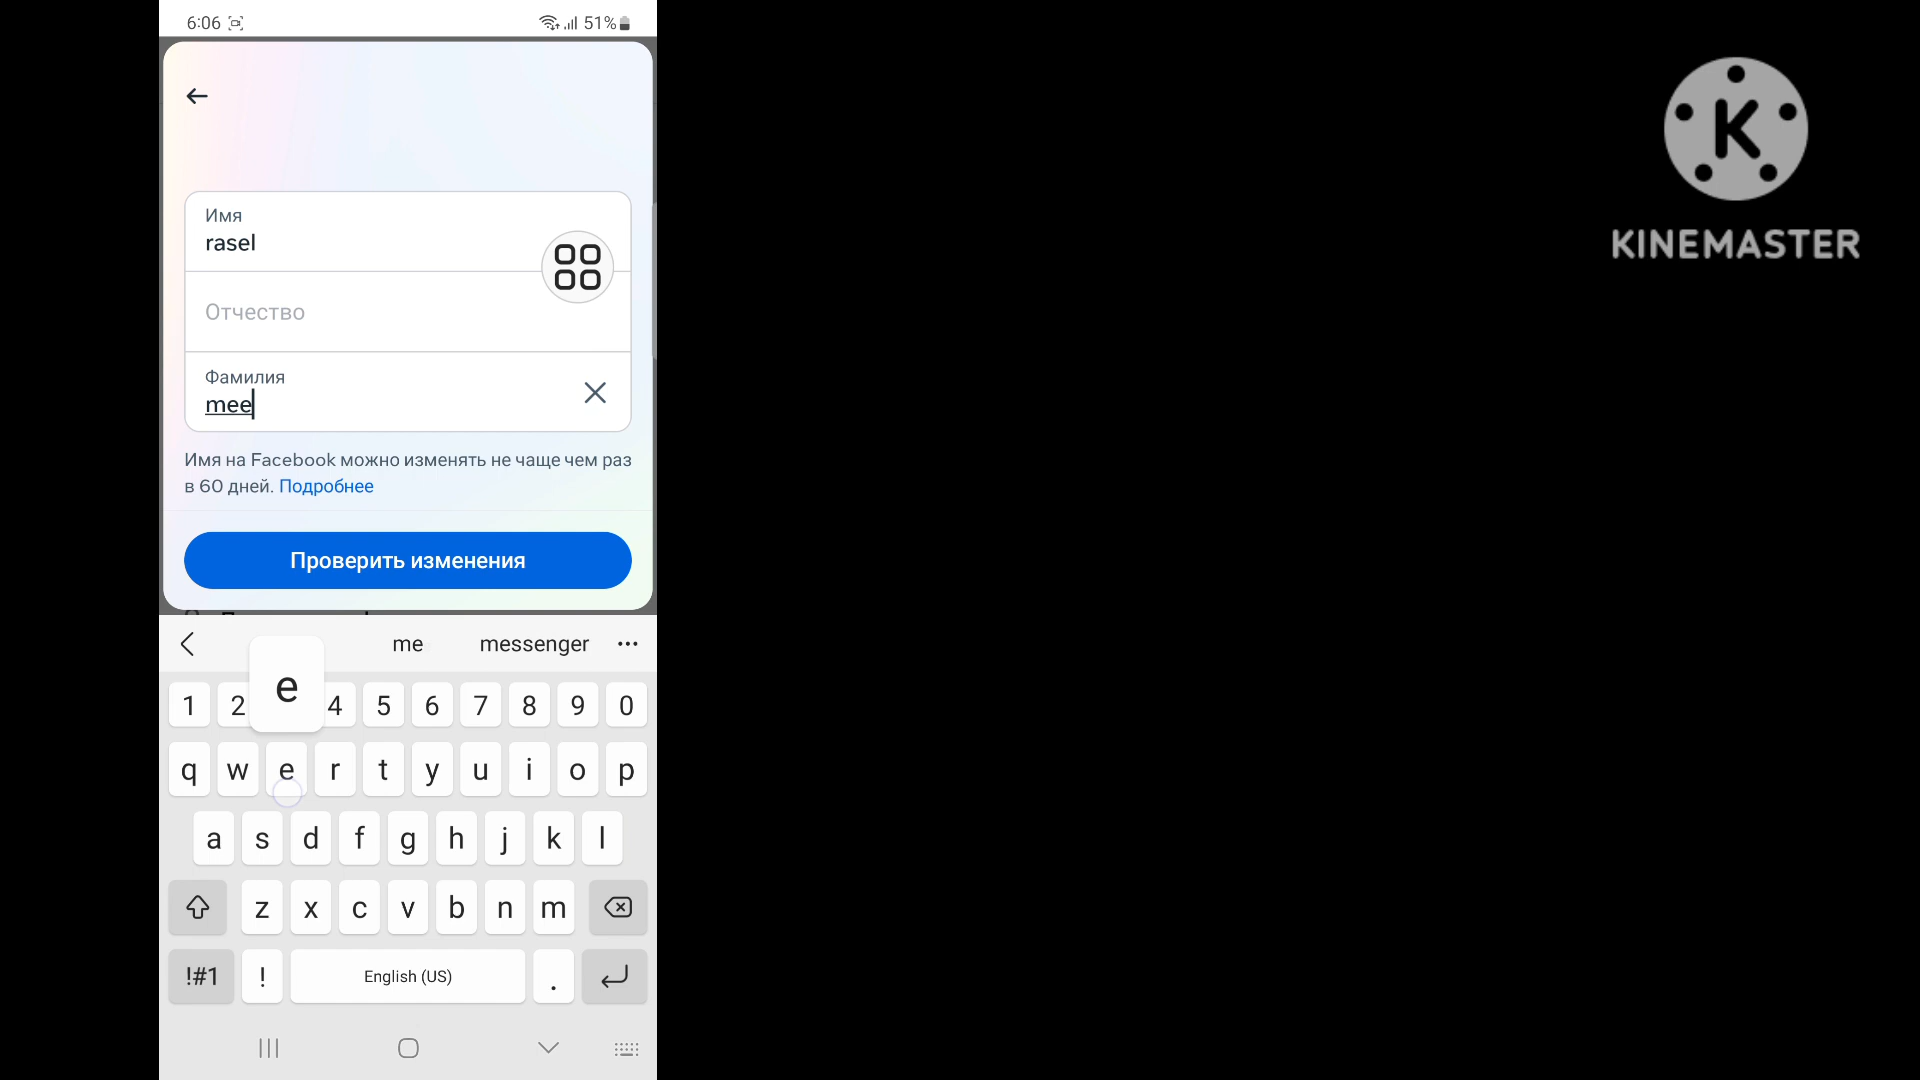 6:06 51%
KINEMASTER
Имя
rasel
Отчество
Фамилия
mee
Имя на Facebook можно изменять не чаще чем раз
в 60 дней. Подробнее
Проверить изменения
me messenger
e
1 2 4 5 6 7 8 9 0
q w e r t y u i o p
a s d f g h j k l
z x c v b n m
!#1 ! English (US) .